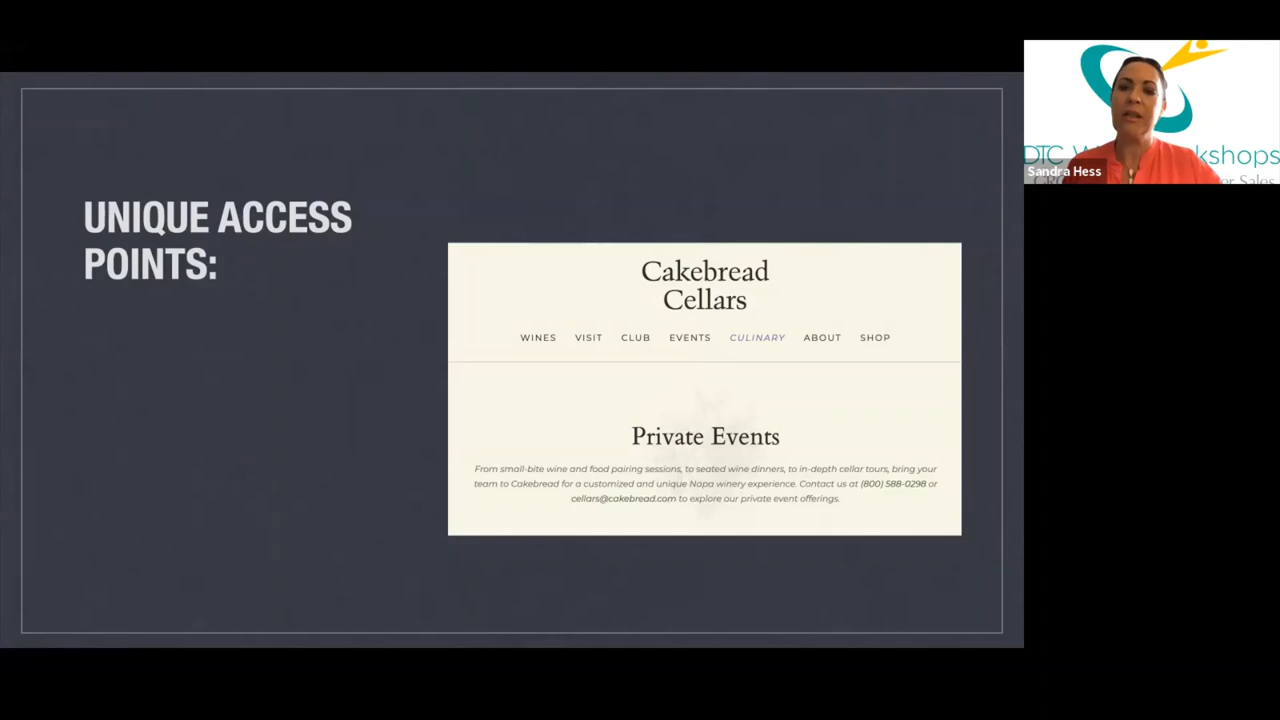 UNIQUE ACCESS
POINTS:
Cakebread
Cellars
WINES VISIT CLUB EVENTS CULINARY ABOUT SHOP
Private Events
From small-bite wine and food pairing sessions, to seated wine dinners, to in-depth cellar tours, bring your
team to Cakebread for a customized and unique Napa winery experience. Contact us at (800) 588-0298 or
cellars@cakebread.com to explore our private event offerings.
DTC
kshops
Sales
Sandra Hess